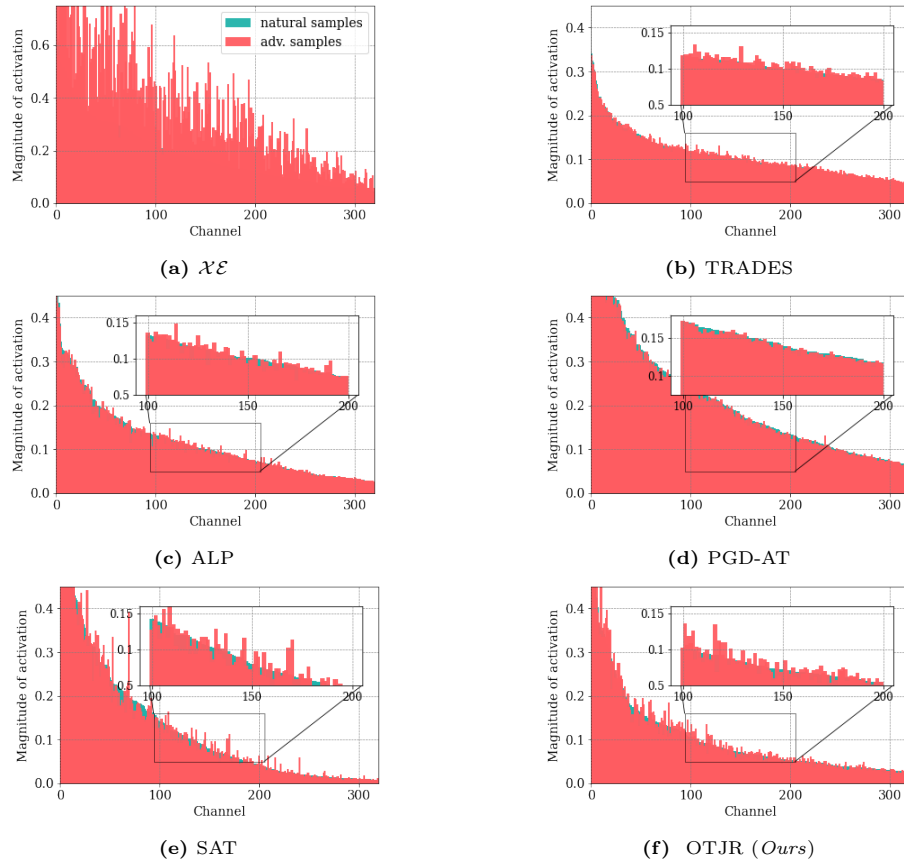 natural samples
adv. samples
Magnitude of activation
0.6
0.4
0.2
0.0
0 100 200 300
Channel
(a) 𝒳ℰ
Magnitude of activation
0.4
0.3
0.2
0.1
0.0
0.15
0.1
0.5
100 150 200
0 100 200 300
Channel
(b) TRADES
Magnitude of activation
0.4
0.3
0.2
0.1
0.0
0.15
0.1
0.5
100 150 200
0 100 200 300
Channel
(c) ALP
Magnitude of activation
0.4
0.3
0.2
0.1
0.0
0.15
0.1
100 150 200
0 100 200 300
Channel
(d) PGD-AT
Magnitude of activation
0.4
0.3
0.2
0.1
0.0
0.15
0.1
0.5
100 150 200
0 100 200 300
Channel
(e) SAT
Magnitude of activation
0.4
0.3
0.2
0.1
0.0
0.15
0.1
0.5
100 150 200
0 100 200 300
Channel
(f) OTJR (Ours)